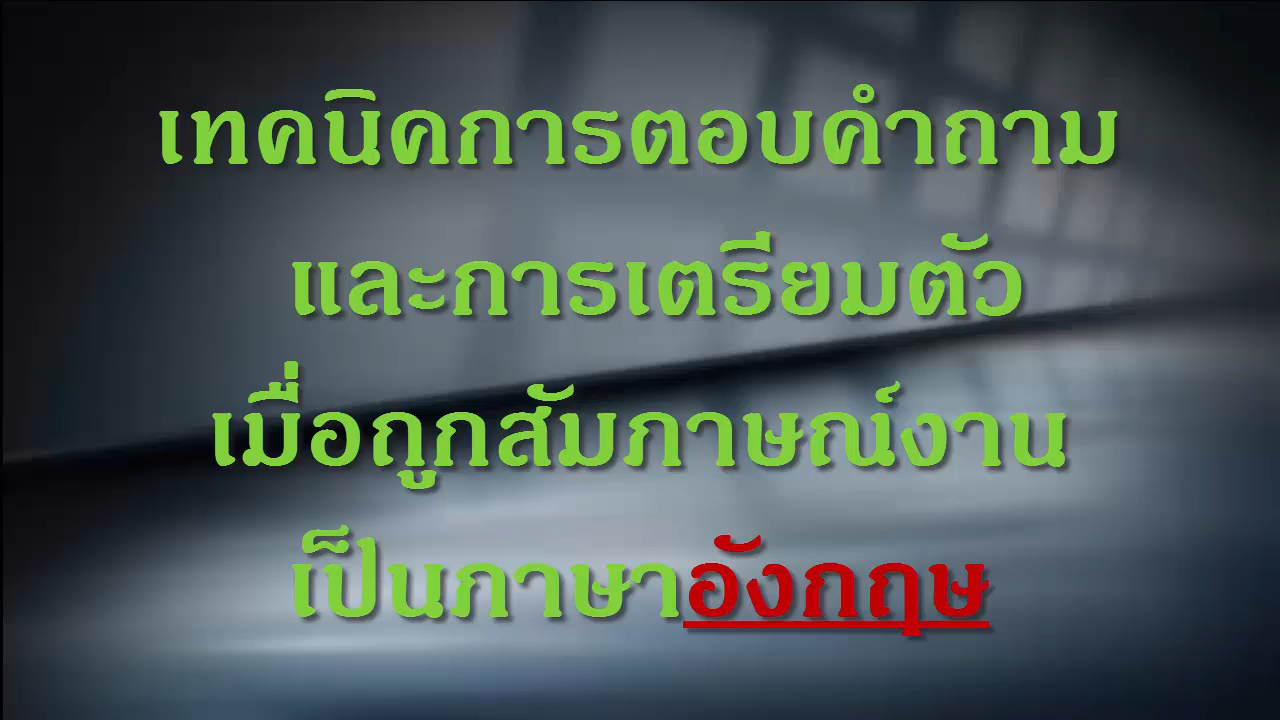 เทคนิคการตอบคำถาม
และการเตรียมตัว
เมื่อถูกสัมภาษณ์งาน
เป็นภาษาอังกฤษ